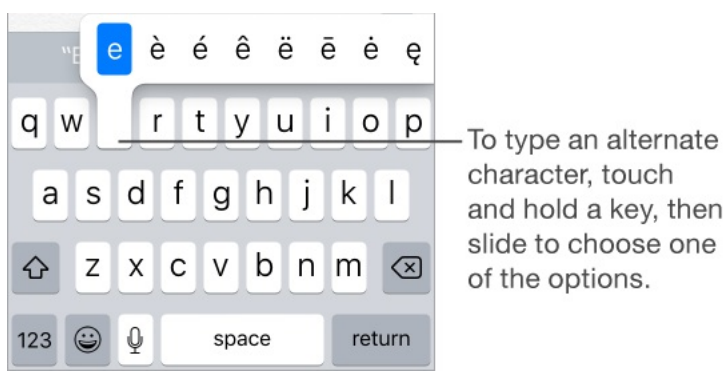 "E
e è é ê ë ē ė ę
q w r t y u i o p
a s d f g h j k l
z x c v b n m
123 space return
To type an alternate
character, touch
and hold a key, then
slide to choose one
of the options.